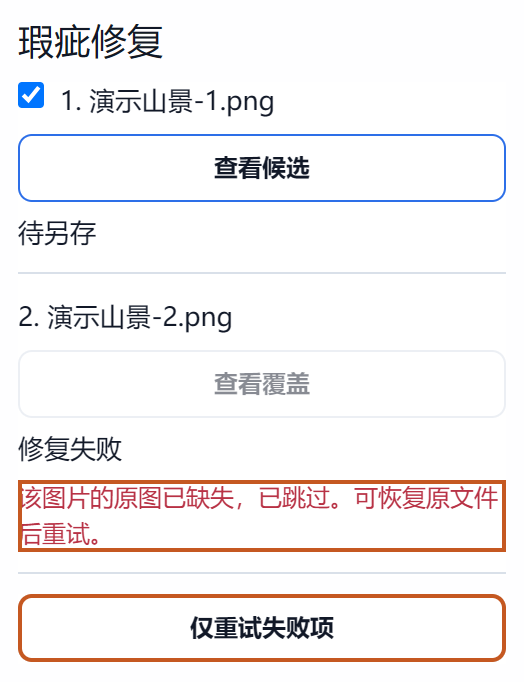 瑕疵修复
1. 演示山景-1.png
查看候选
待另存
2. 演示山景-2.png
查看覆盖
修复失败
该图片的原图已缺失，已跳过。可恢复原文件
后重试。
仅重试失败项